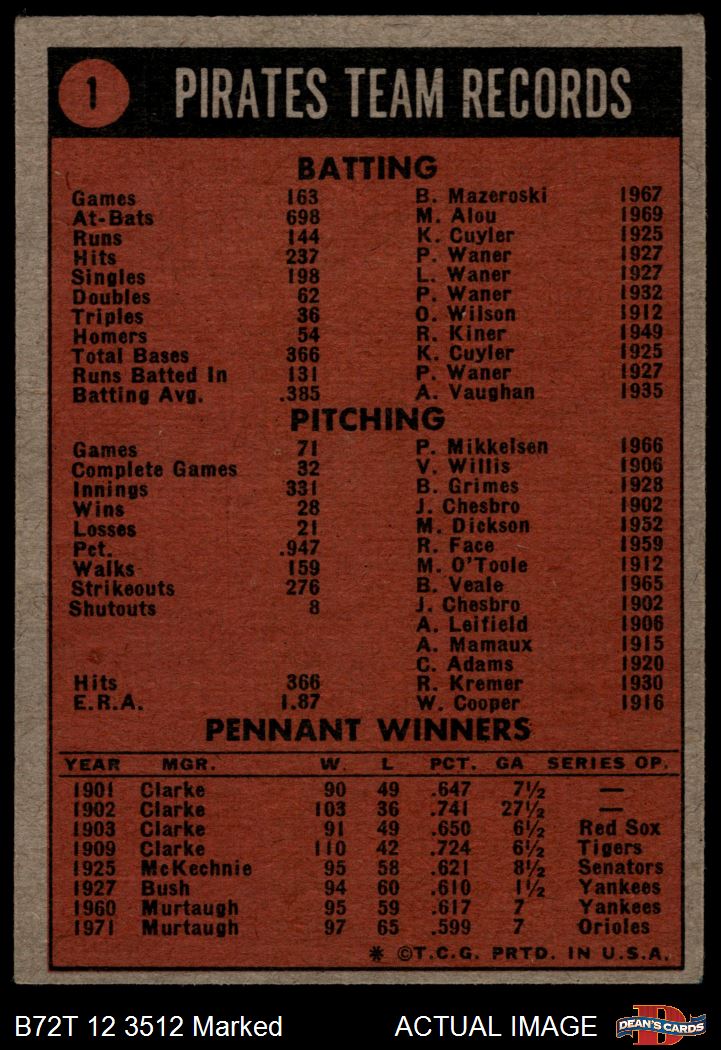 1 PIRATES TEAM RECORDS
BATTING
Games 163 B. Mazeroski 1967
At-Bats 698 M. Alou 1969
Runs 144 K. Cuyler 1925
Hits 237 P. Waner 1927
Singles 198 L. Waner 1927
Doubles 62 P. Waner 1932
Triples 36 O. Wilson 1912
Homers 54 R. Kiner 1949
Total Bases 366 K. Cuyler 1925
Runs Batted In 131 P. Waner 1927
Batting Avg. .385 A. Vaughan 1935
PITCHING
Games 71 P. Mikkelsen 1966
Complete Games 32 V. Willis 1906
Innings 331 B. Grimes 1928
Wins 28 J. Chesbro 1902
Losses 21 M. Dickson 1952
Pct. .947 R. Face 1959
Walks 159 M. O'Toole 1912
Strikeouts 276 B. Veale 1965
Shutouts 8 J. Chesbro 1902
A. Leifield 1906
A. Mamaux 1915
C. Adams 1920
Hits 366 R. Kremer 1930
E.R.A. 1.87 W. Cooper 1916
PENNANT WINNERS
YEAR MGR. W. L PCT. GA SERIES OP.
1901 Clarke 90 49 .647 7½ —
1902 Clarke 103 36 .741 27½ —
1903 Clarke 91 49 .650 6½ Red Sox
1909 Clarke 110 42 .724 6½ Tigers
1925 McKechnie 95 58 .621 8½ Senators
1927 Bush 94 60 .610 1½ Yankees
1960 Murtaugh 95 59 .617 7 Yankees
1971 Murtaugh 97 65 .599 7 Orioles
* ©T.C.G. PRTD. IN U.S.A.
B72T 12 3512 Marked ACTUAL IMAGE DEAN'S CARDS